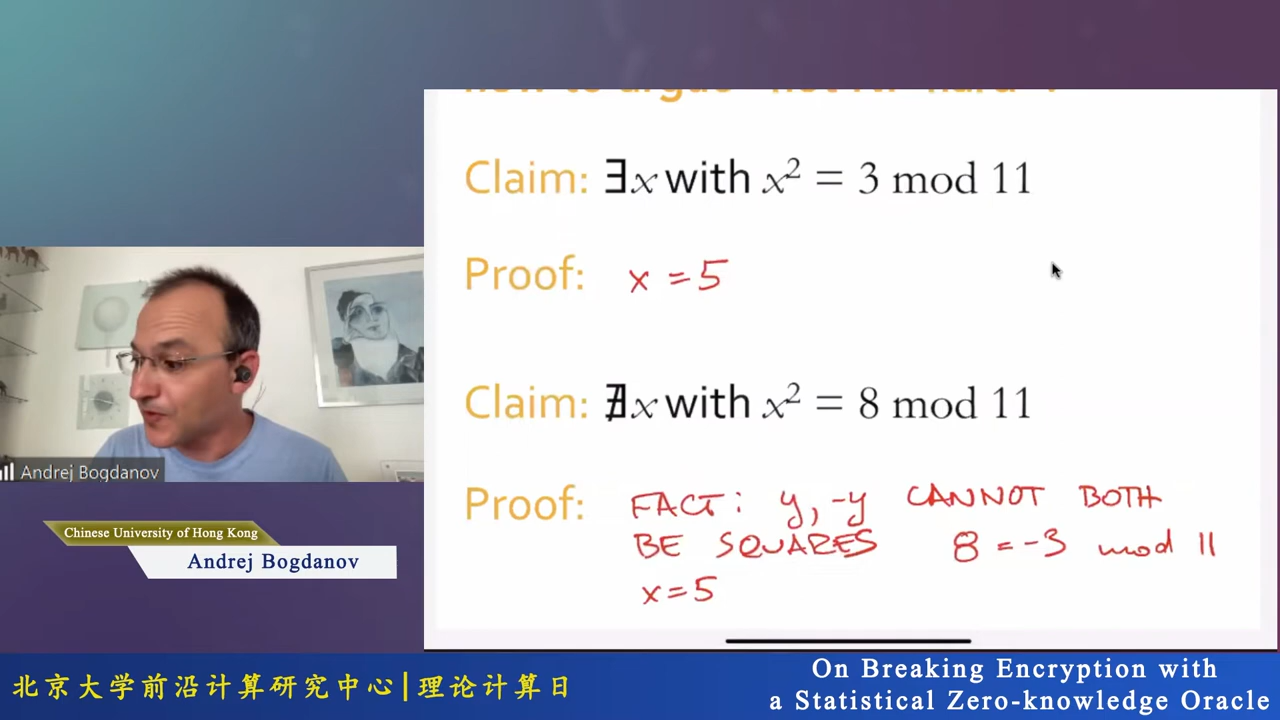 Claim: ∃x with x² = 3 mod 11
Proof: x = 5
Claim: ∄x with x² = 8 mod 11
Proof: FACT: y, -y CANNOT BOTH
BE SQUARES 8 = -3 mod 11
x = 5
Andrej Bogdanov
Chinese University of Hong Kong
Andrej Bogdanov
北京大学前沿计算研究中心|理论计算日
On Breaking Encryption with
a Statistical Zero-knowledge Oracle